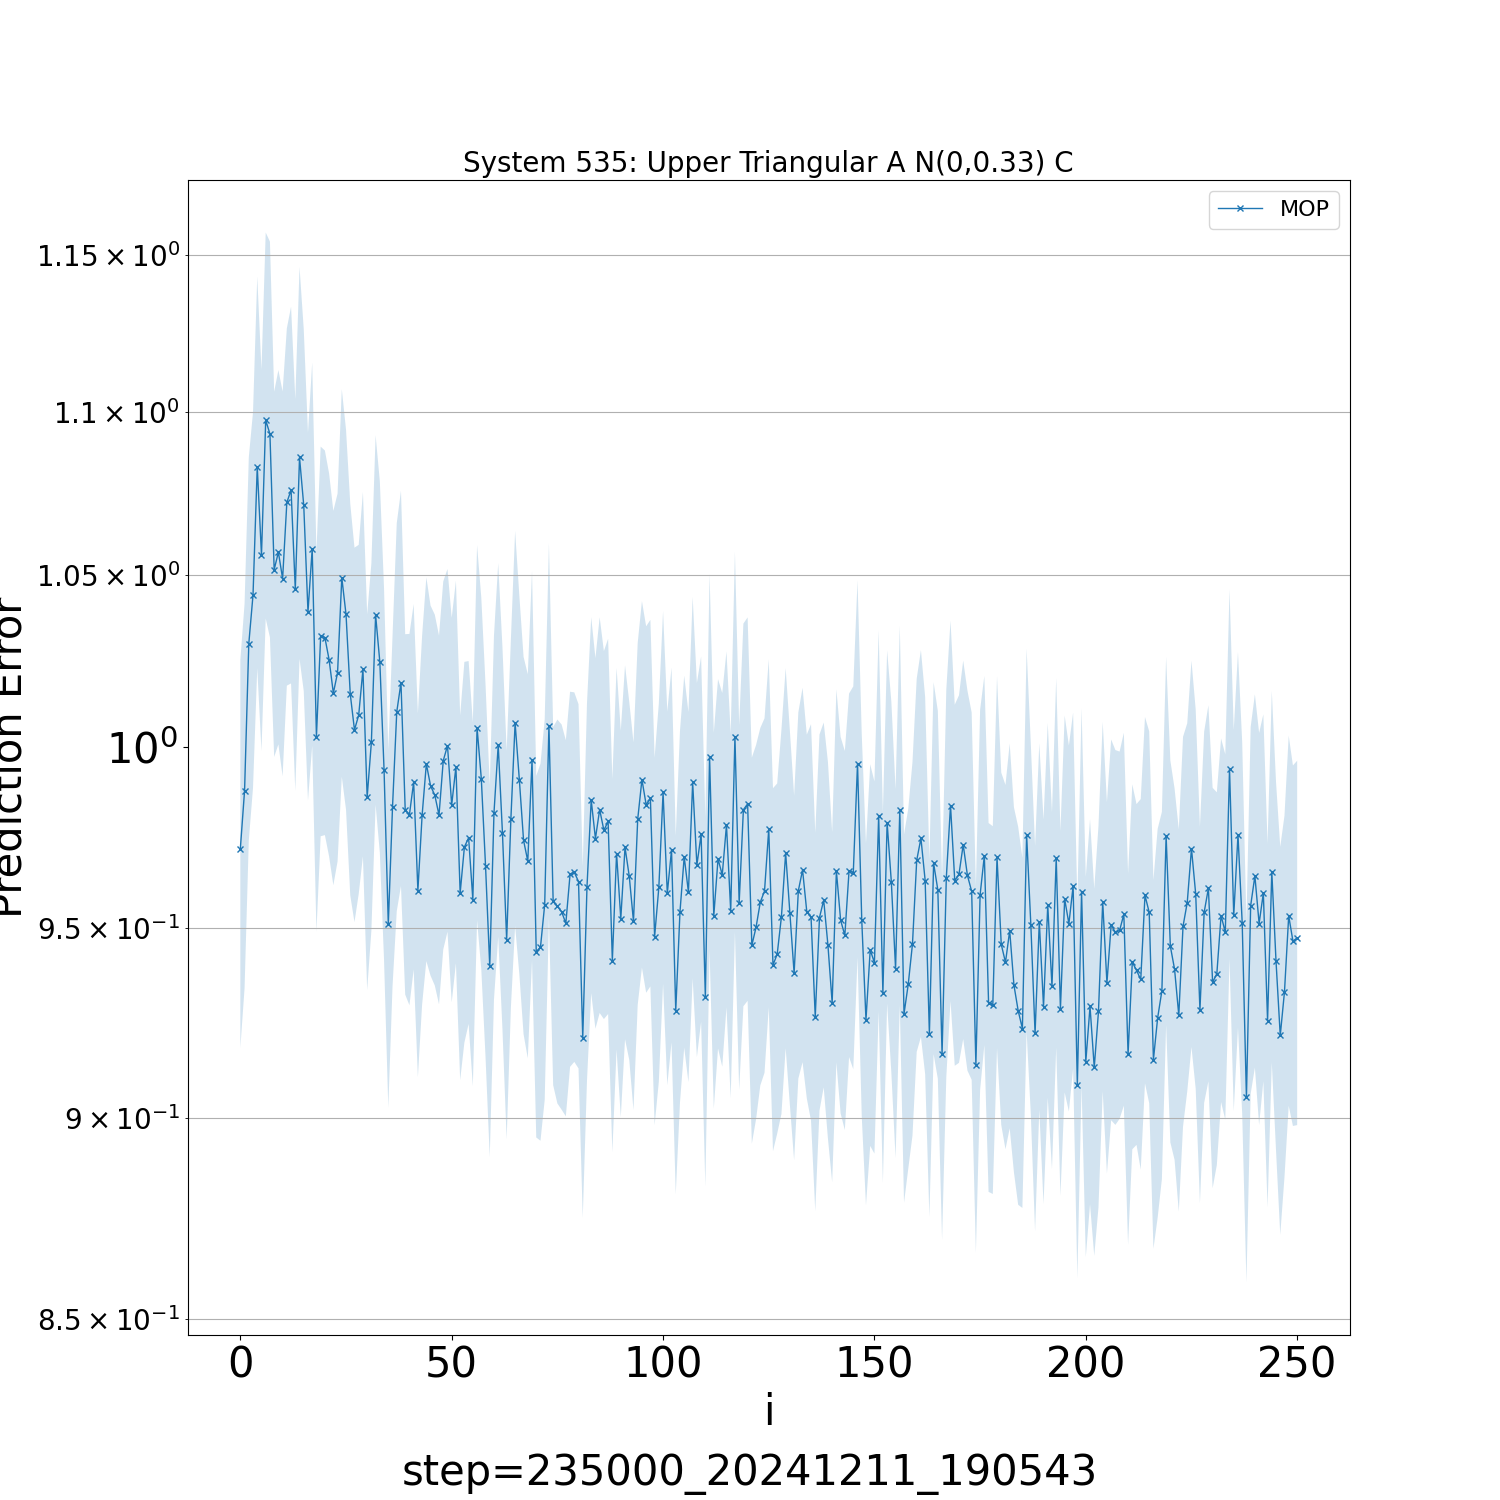 System 535: Upper Triangular A N(0,0.33) C
MOP
1.15 × 10⁰
1.1 × 10⁰
1.05 × 10⁰
10⁰
9.5 × 10⁻¹
9 × 10⁻¹
8.5 × 10⁻¹
Prediction Error
0 50 100 150 200 250
i
step=235000_20241211_190543